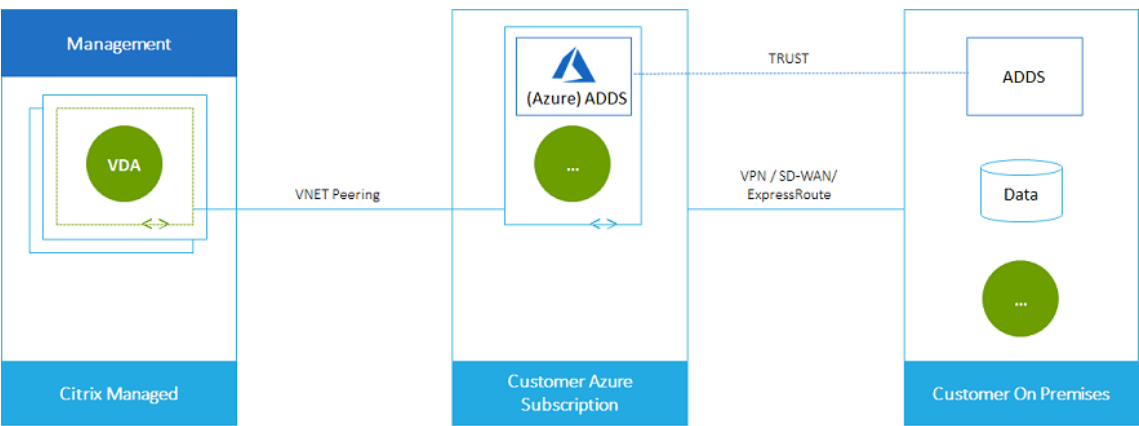 Management
VDA
Citrix Managed
VNET Peering
(Azure) ADDS
...
Customer Azure
Subscription
TRUST
VPN / SD-WAN/
ExpressRoute
ADDS
Data
...
Customer On Premises